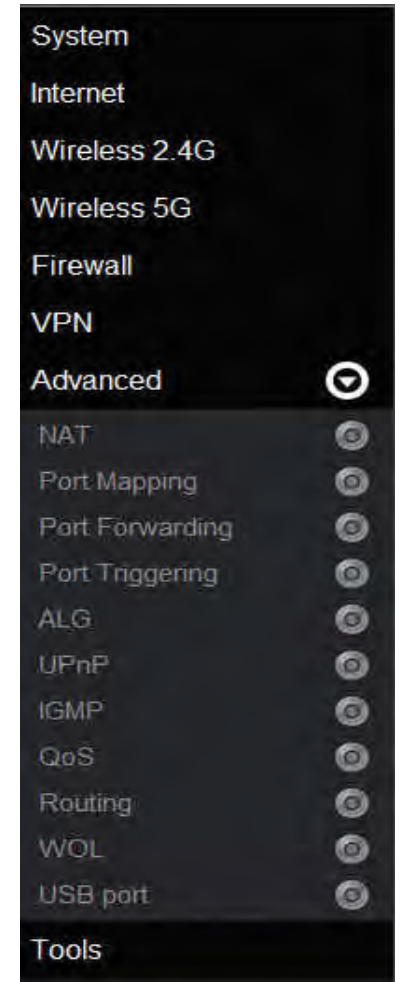 System
Internet
Wireless 2.4G
Wireless 5G
Firewall
VPN
Advanced
NAT
Port Mapping
Port Forwarding
Port Triggering
ALG
UPnP
IGMP
QoS
Routing
WOL
USB port
Tools